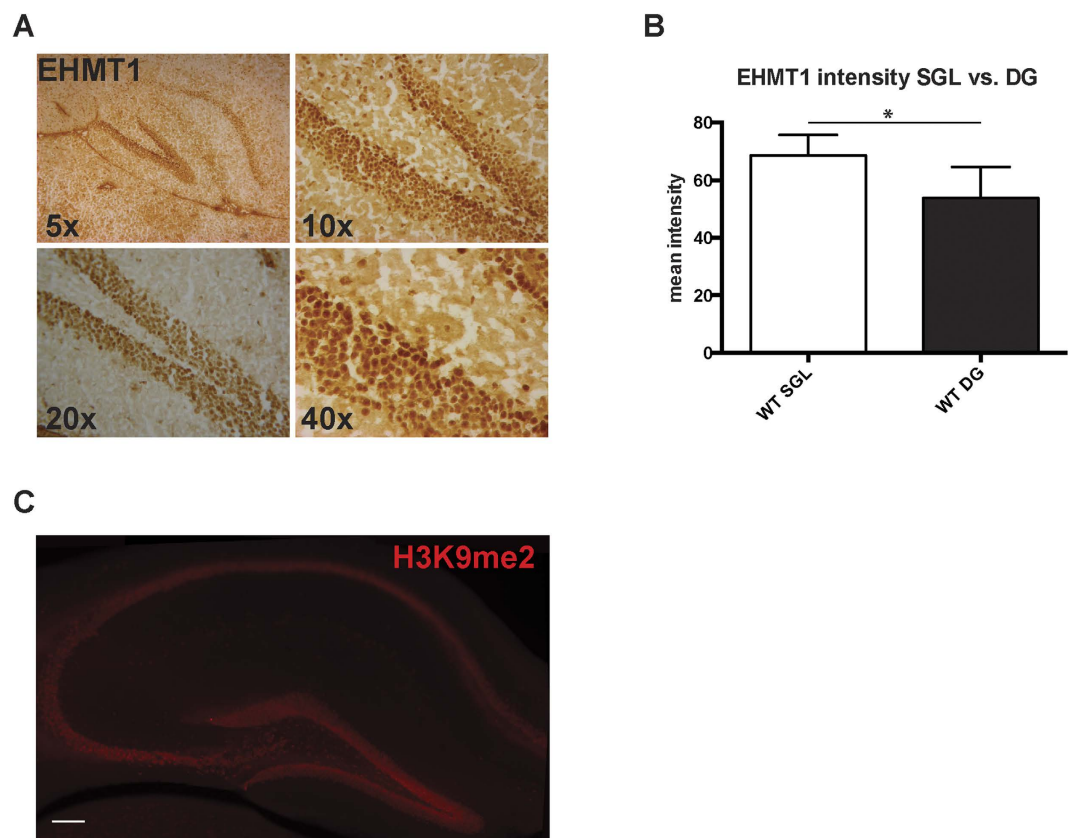 A
EHMT1
5x
10x
20x
40x
B
EHMT1 intensity SGL vs. DG
*
80
60
40
20
0
mean intensity
WT SGL
WT DG
C
H3K9me2